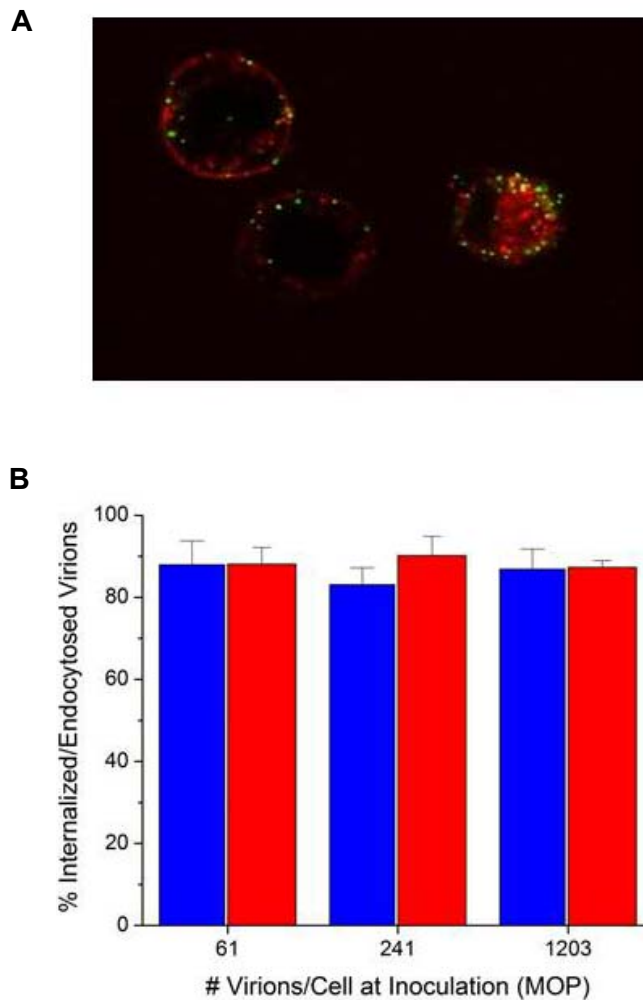 A
B
% Internalized/Endocytosed Virions
100
80
60
40
20
0
61 241 1203
# Virions/Cell at Inoculation (MOP)